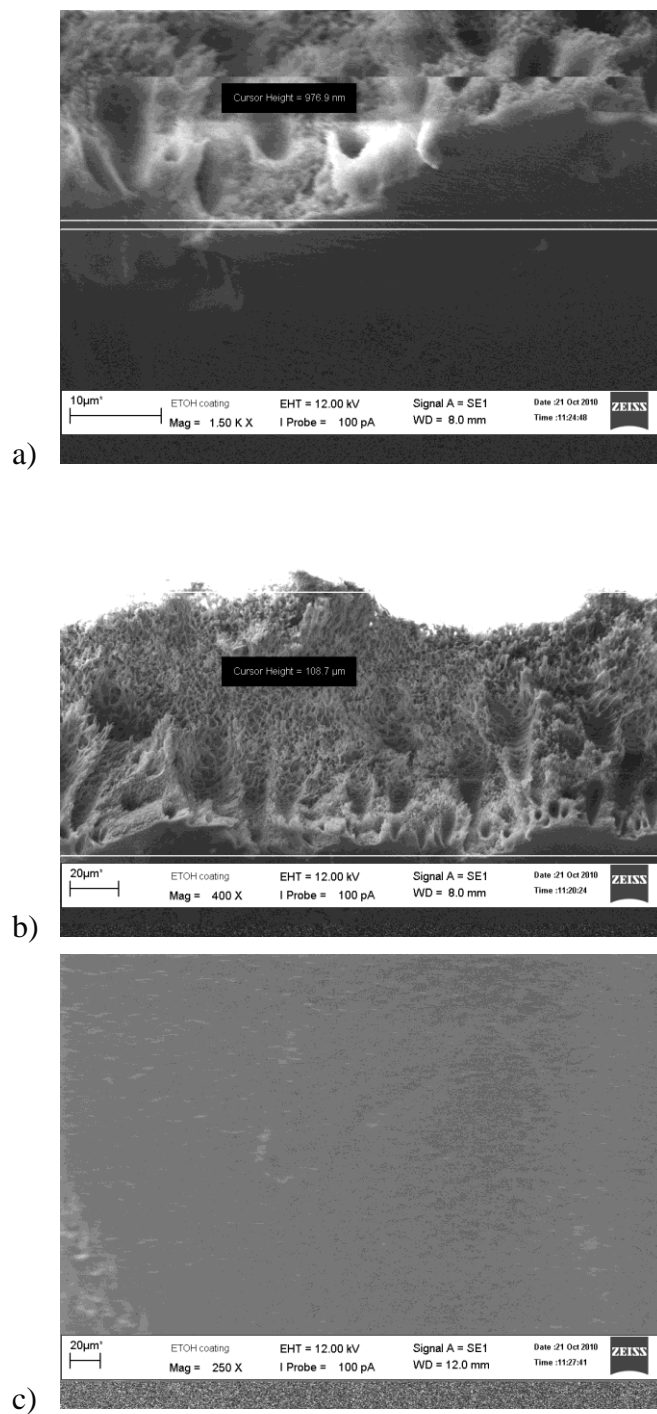 Cursor Height = 976.9 nm
10µm*
ETOH coating
Mag = 1.50 K X
EHT = 12.00 kV
I Probe = 100 pA
Signal A = SE1
WD = 8.0 mm
Date :21 Oct 2010
Time :11:24:48
ZEISS
a)
Cursor Height = 108.7 µm
20µm*
ETOH coating
Mag = 400 X
EHT = 12.00 kV
I Probe = 100 pA
Signal A = SE1
WD = 8.0 mm
Date :21 Oct 2010
Time :11:20:24
ZEISS
b)
20µm*
ETOH coating
Mag = 250 X
EHT = 12.00 kV
I Probe = 100 pA
Signal A = SE1
WD = 12.0 mm
Date :21 Oct 2010
Time :11:27:41
ZEISS
c)